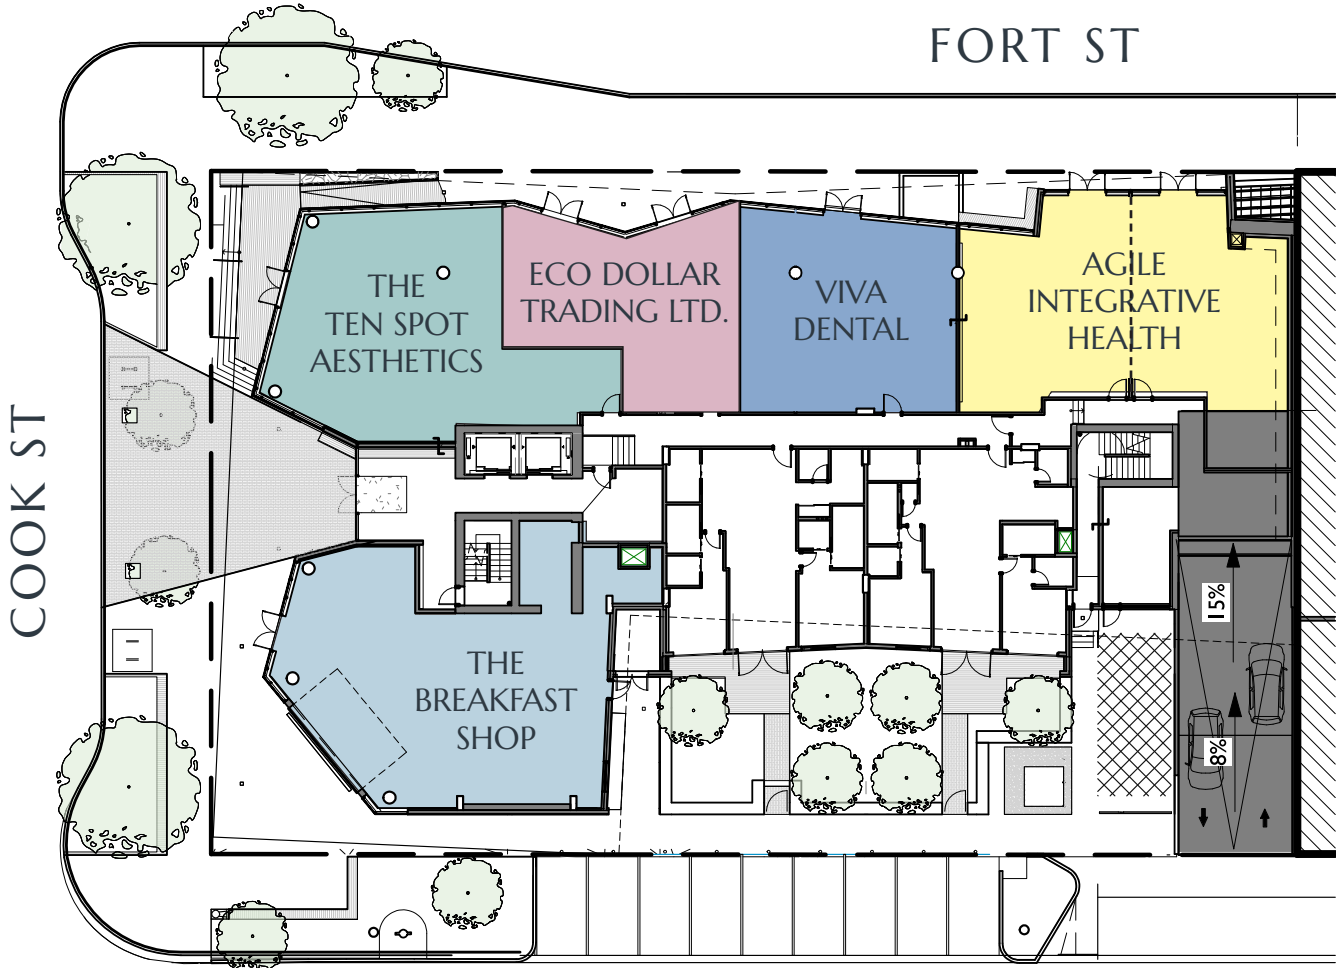 FORT ST
COOK ST
THE
TEN SPOT
AESTHETICS
ECO DOLLAR
TRADING LTD.
VIVA
DENTAL
AGILE
INTEGRATIVE
HEALTH
THE
BREAKFAST
SHOP
15%
8%